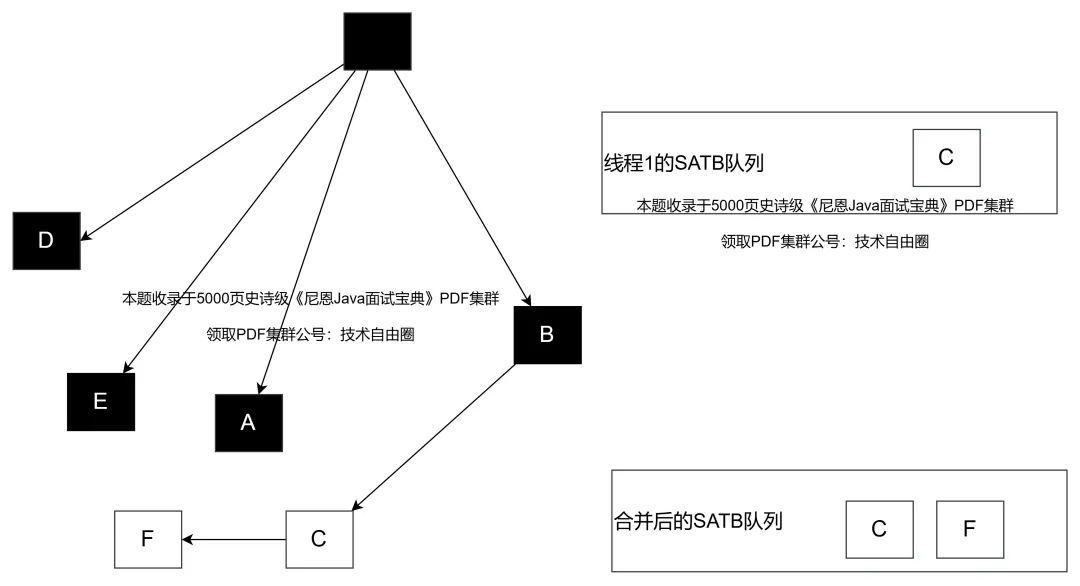 线程1的SATB队列
C
本题收录于5000页史诗级《尼恩Java面试宝典》PDF集群
领取PDF集群公号：技术自由圈
D
本题收录于5000页史诗级《尼恩Java面试宝典》PDF集群
领取PDF集群公号：技术自由圈
B
E
A
F
C
合并后的SATB队列
C
F